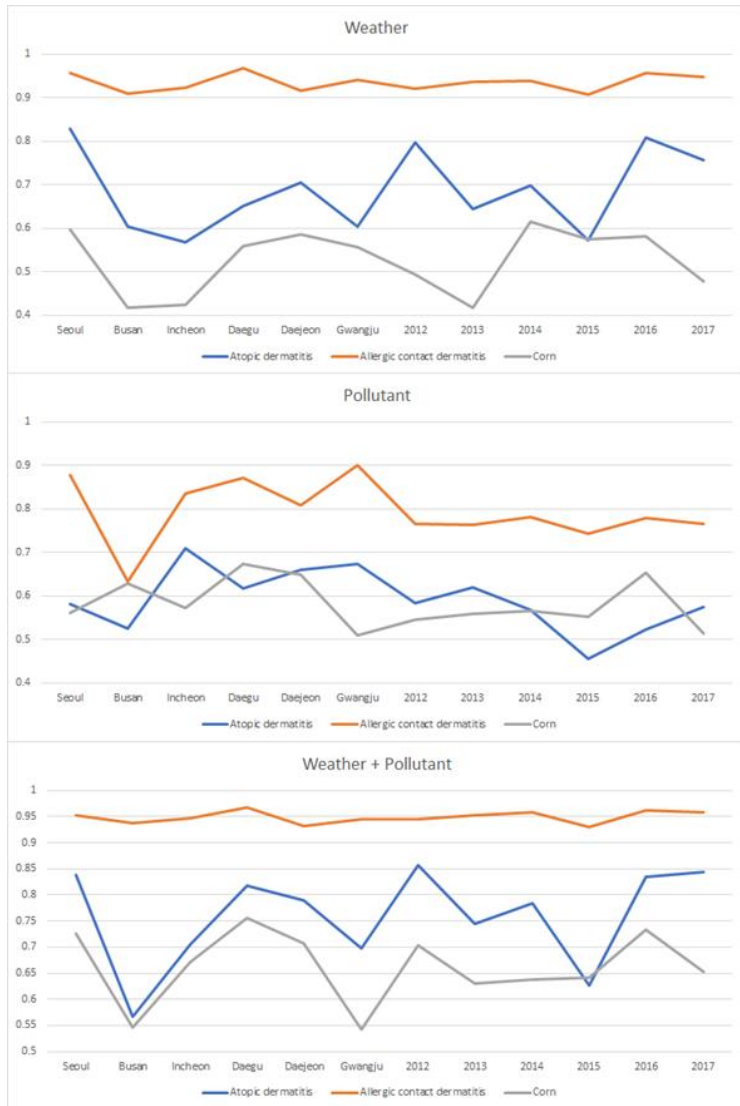 Weather
1
0.9
0.8
0.7
0.6
0.5
0.4
Seoul Busan Incheon Daegu Daejeon Gwangju 2012 2013 2014 2015 2016 2017
Atopic dermatitis Allergic contact dermatitis Corn
Pollutant
1
0.9
0.8
0.7
0.6
0.5
0.4
Seoul Busan Incheon Daegu Daejeon Gwangju 2012 2013 2014 2015 2016 2017
Atopic dermatitis Allergic contact dermatitis Corn
Weather + Pollutant
1
0.95
0.9
0.85
0.8
0.75
0.7
0.65
0.6
0.55
0.5
Seoul Busan Incheon Daegu Daejeon Gwangju 2012 2013 2014 2015 2016 2017
Atopic dermatitis Allergic contact dermatitis Corn